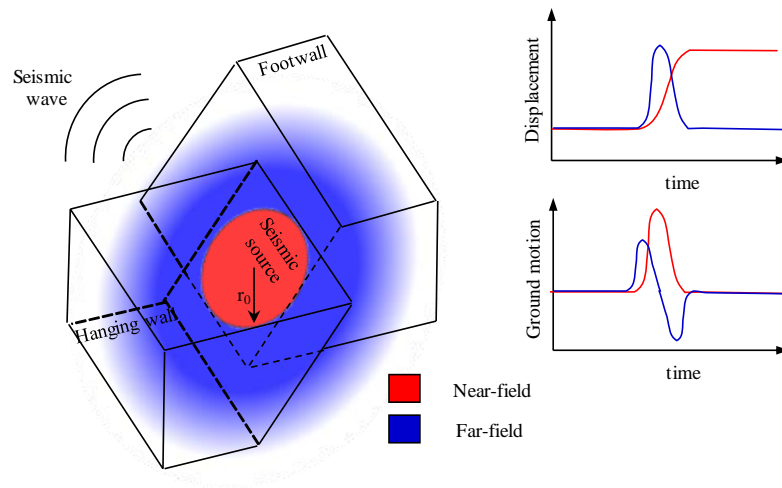 Seismic
wave
Footwall
Seismic
source
r0
Hanging wall
Near-field
Far-field
Displacement
time
Ground motion
time